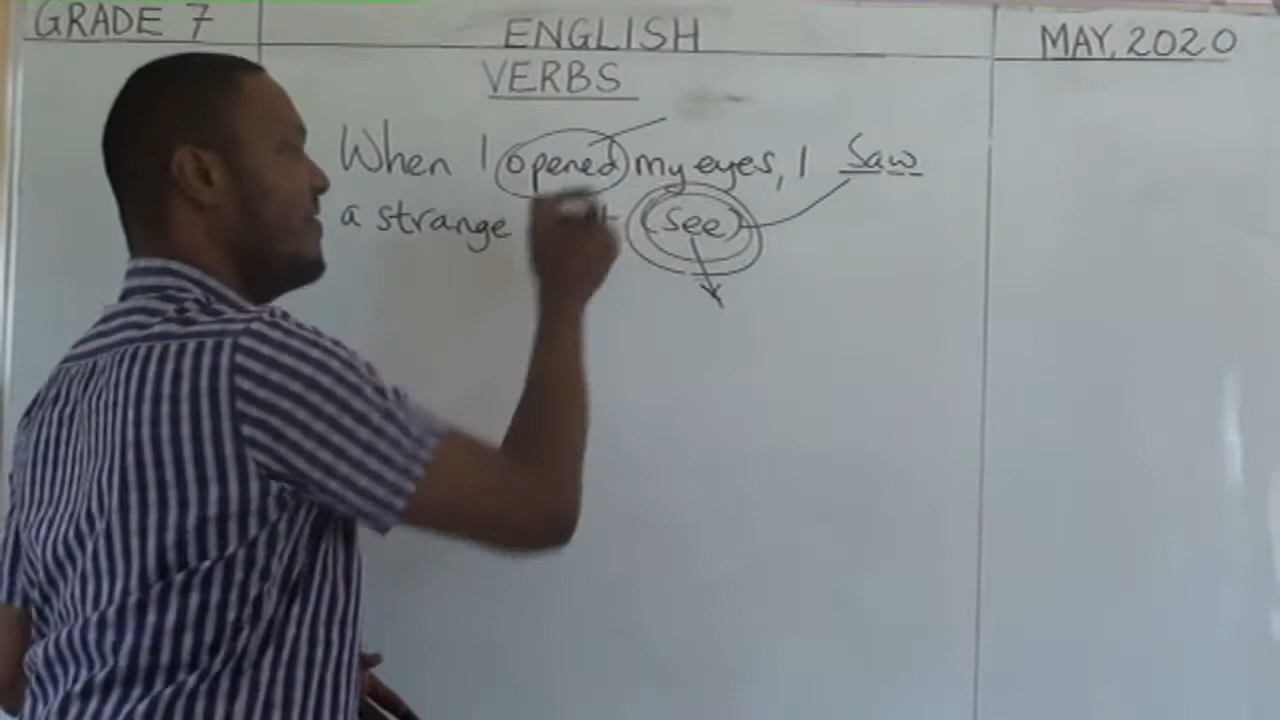 GRADE 7
ENGLISH
MAY, 2020
VERBS
When I opened my eyes, I saw
a strange (see)